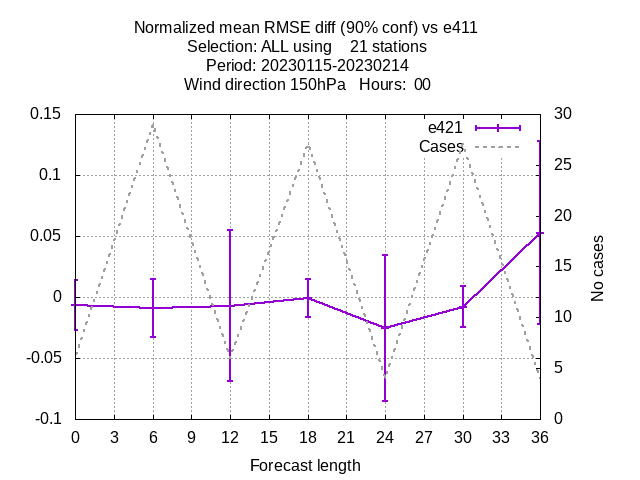 Normalized mean RMSE diff (90% conf) vs e411
Selection: ALL using    21 stations
Period: 20230115-20230214
Wind direction 150hPa   Hours:  00
e421
Cases
0.15
0.1
0.05
0
-0.05
-0.1
30
25
20
15
10
5
0
No cases
0 3 6 9 12 15 18 21 24 27 30 33 36
Forecast length